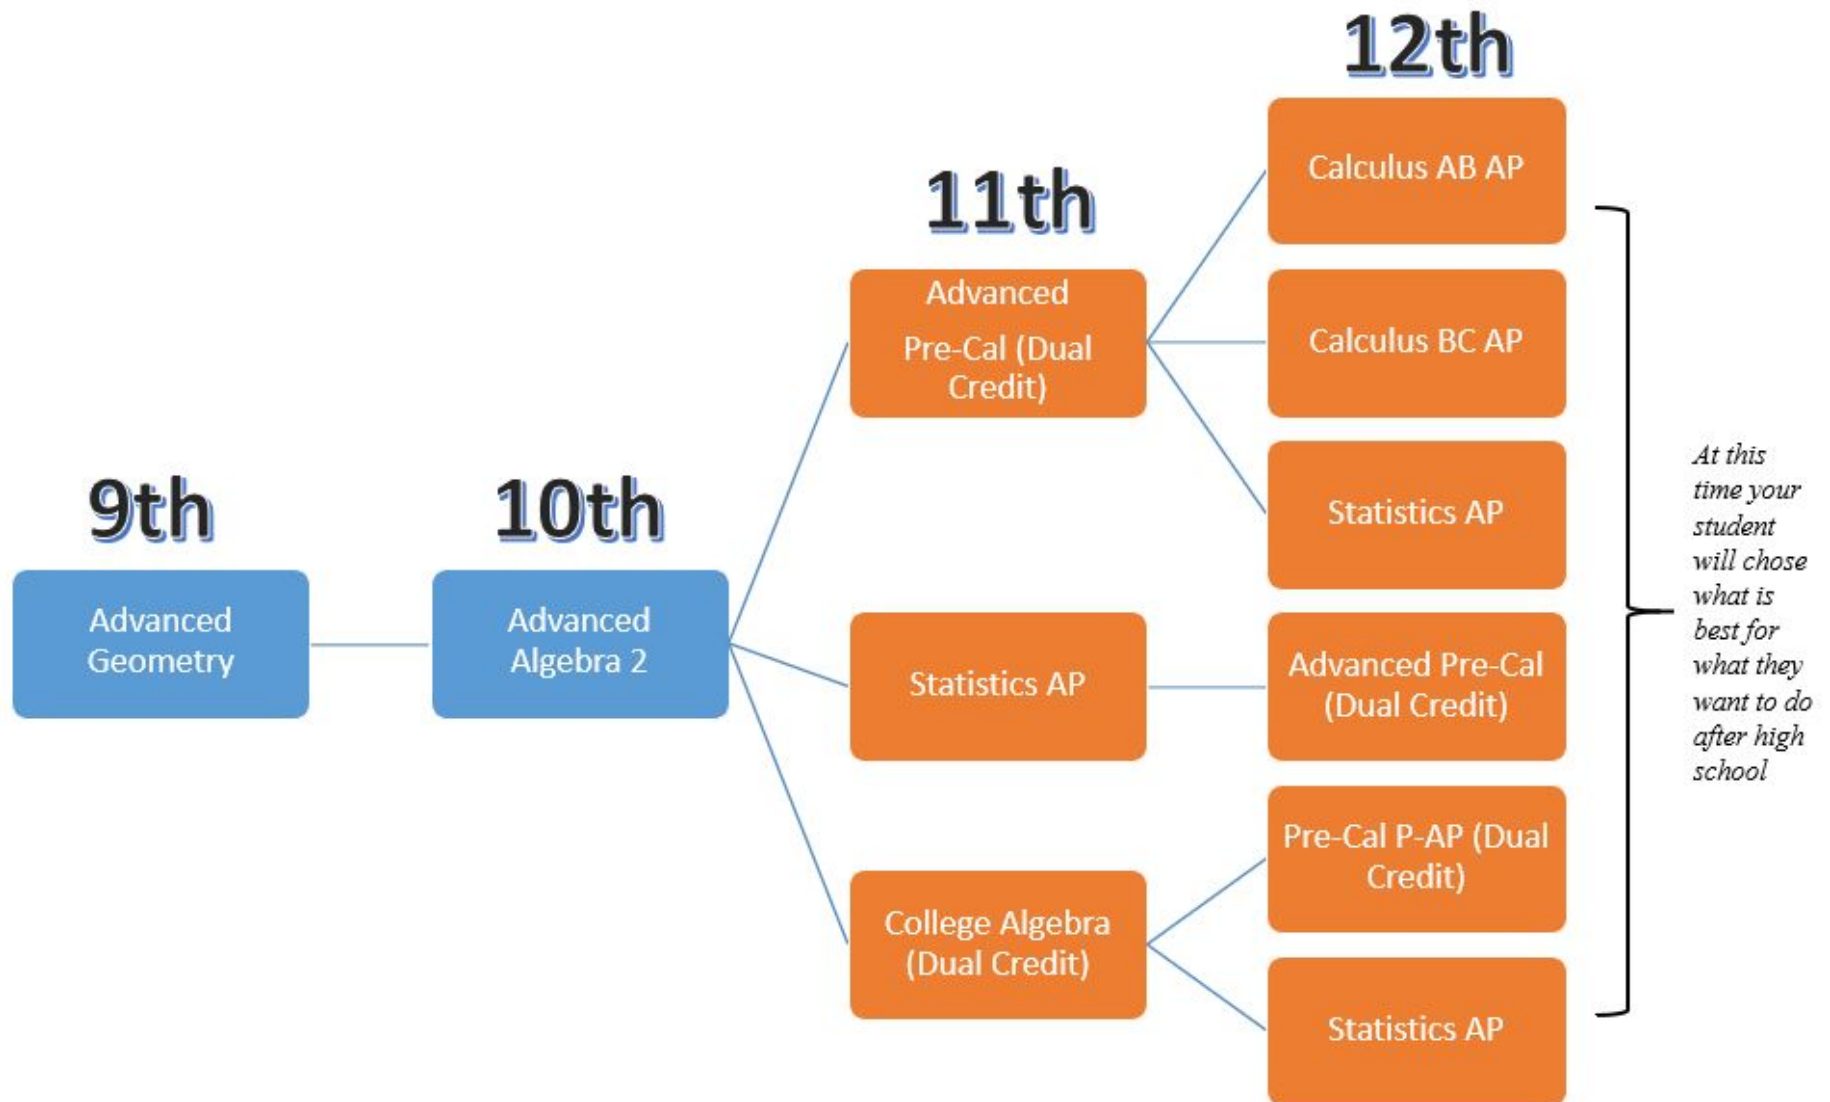 9th
Advanced
Geometry
10th
Advanced
Algebra 2
11th
Advanced
Pre-Cal (Dual
Credit)
Statistics AP
College Algebra
(Dual Credit)
12th
Calculus AB AP
Calculus BC AP
Statistics AP
Advanced Pre-Cal
(Dual Credit)
Pre-Cal P-AP (Dual
Credit)
Statistics AP
At this
time your
student
will chose
what is
best for
what they
want to do
after high
school